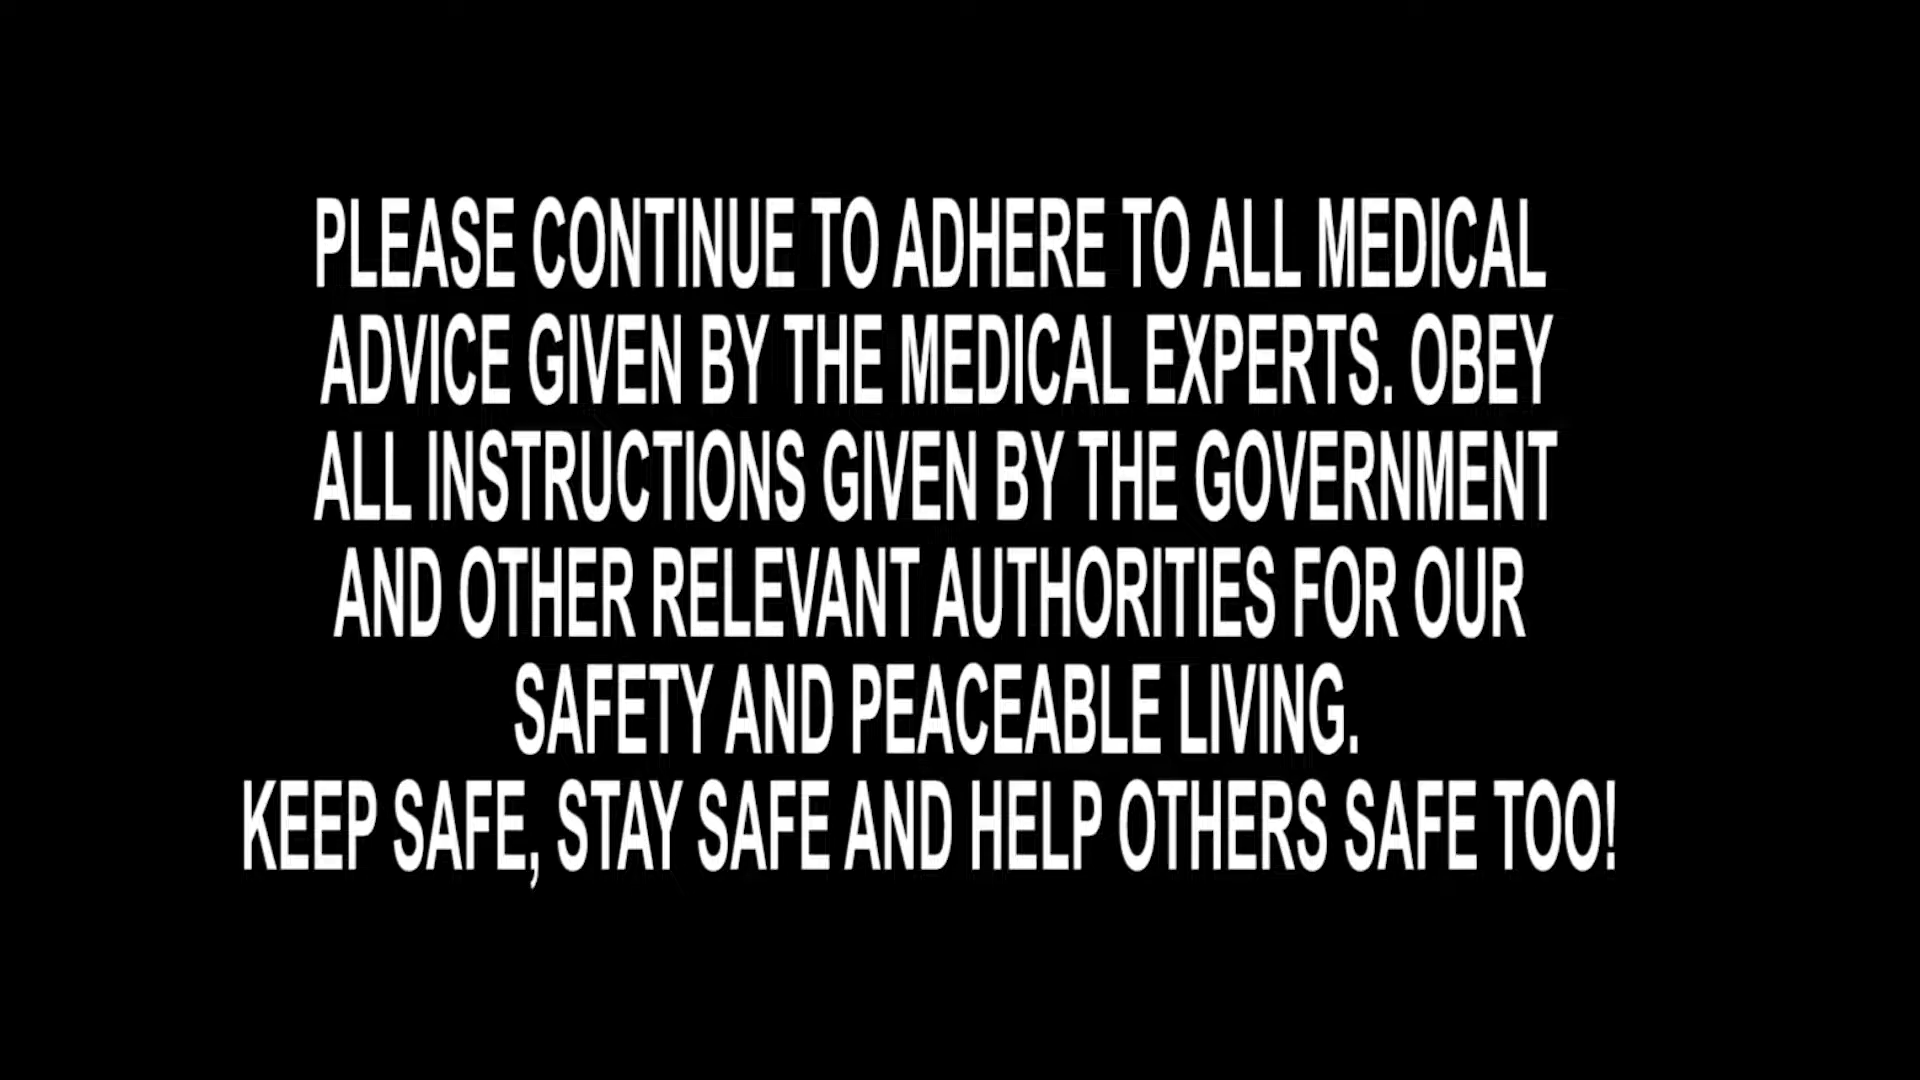 PLEASE CONTINUE TO ADHERE TO ALL MEDICAL
ADVICE GIVEN BY THE MEDICAL EXPERTS. OBEY
ALL INSTRUCTIONS GIVEN BY THE GOVERNMENT
AND OTHER RELEVANT AUTHORITIES FOR OUR
SAFETY AND PEACEABLE LIVING.
KEEP SAFE, STAY SAFE AND HELP OTHERS SAFE TOO!